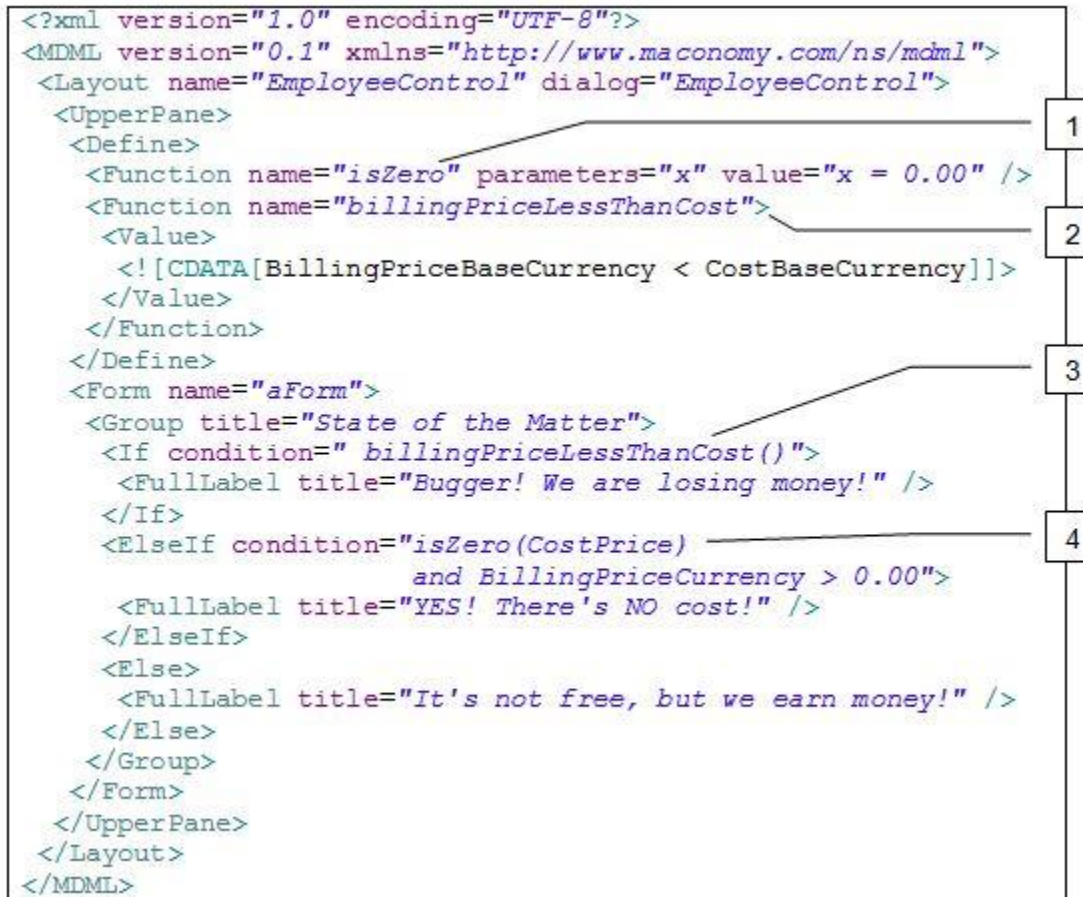 <?xml version="1.0" encoding="UTF-8"?>
<MDML version="0.1" xmlns="http://www.maconomy.com/ns/mdml">
<Layout name="EmployeeControl" dialog="EmployeeControl">
<UpperPane>
1
<Define>
<Function name="isZero" parameters="x" value="x = 0.00" />
<Function name="billingPriceLessThanCost">
2
<Value>
<![CDATA[BillingPriceBaseCurrency < CostBaseCurrency]]>
</Value>
</Function>
</Define>
3
<Form name="aForm">
<Group title="State of the Matter">
<If condition=" billingPriceLessThanCost()">
<FullLabel title="Bugger! We are losing money!" />
</If>
<ElseIf condition="isZero(CostPrice)
4
and BillingPriceCurrency > 0.00">
<FullLabel title="YES! There's NO cost!" />
</ElseIf>
<Else>
<FullLabel title="It's not free, but we earn money!" />
</Else>
</Group>
</Form>
</UpperPane>
</Layout>
</MDML>